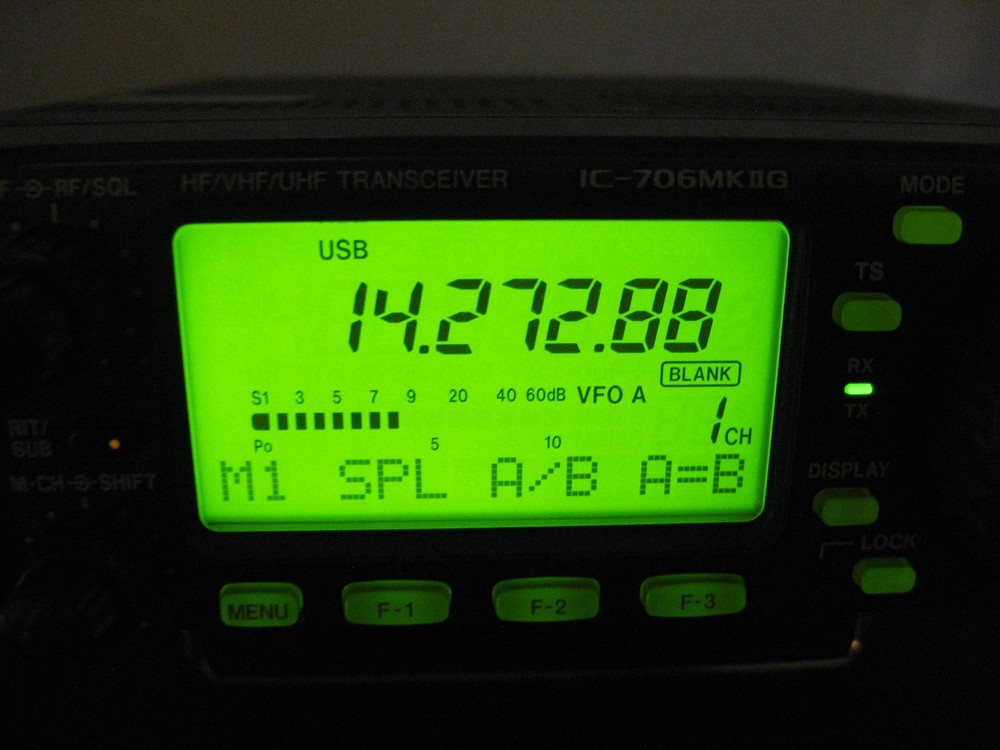 F RF/SQL HF/VHF/UHF TRANSCEIVER IC-706MKIIG MODE
USB
14.272.88
TS
BLANK
RX
S1 3 5 7 9 20 40 60dB VFO A
TX
1 CH
RIT/
SUB
Po 5 10
M1 SPL A/B A=B
M-CH SHIFT
DISPLAY
LOCK
MENU F-1 F-2 F-3